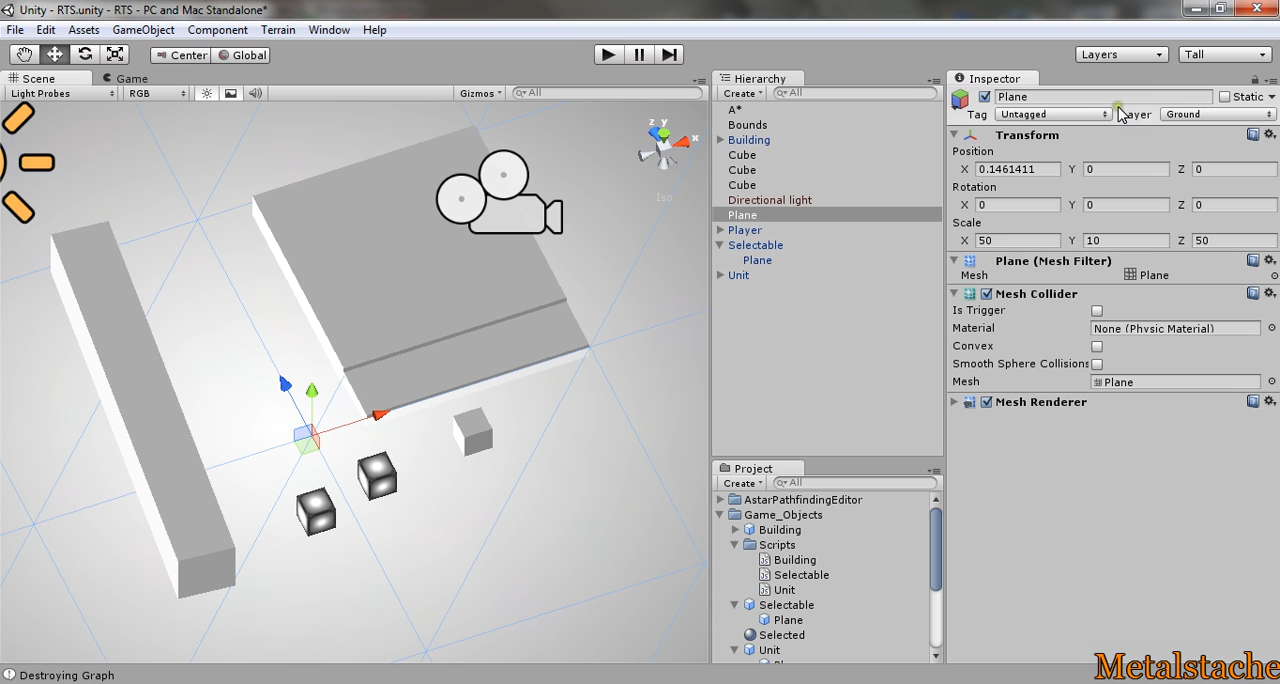 Unity - RTS.unity - RTS - PC and Mac Standalone*
File Edit Assets GameObject Component Terrain Window Help
Center Global Layers Tall
Scene Game
Light Probes RGB Gizmos All
z y x
Iso
Hierarchy
Create All
A*
Bounds
Building
Cube
Cube
Cube
Directional light
Plane
Player
Selectable
Plane
Unit
Project
Create All
AstarPathfindingEditor
Game_Objects
Building
Scripts
Building
Selectable
Unit
Selectable
Plane
Selected
Unit
Inspector
Plane Static
Tag Untagged Layer Ground
Transform
Position
X 0.1461411 Y 0 Z 0
Rotation
X 0 Y 0 Z 0
Scale
X 50 Y 10 Z 50
Plane (Mesh Filter)
Mesh Plane
Mesh Collider
Is Trigger
Material None (Physic Material)
Convex
Smooth Sphere Collisions
Mesh Plane
Mesh Renderer
Destroying Graph
Metalstache